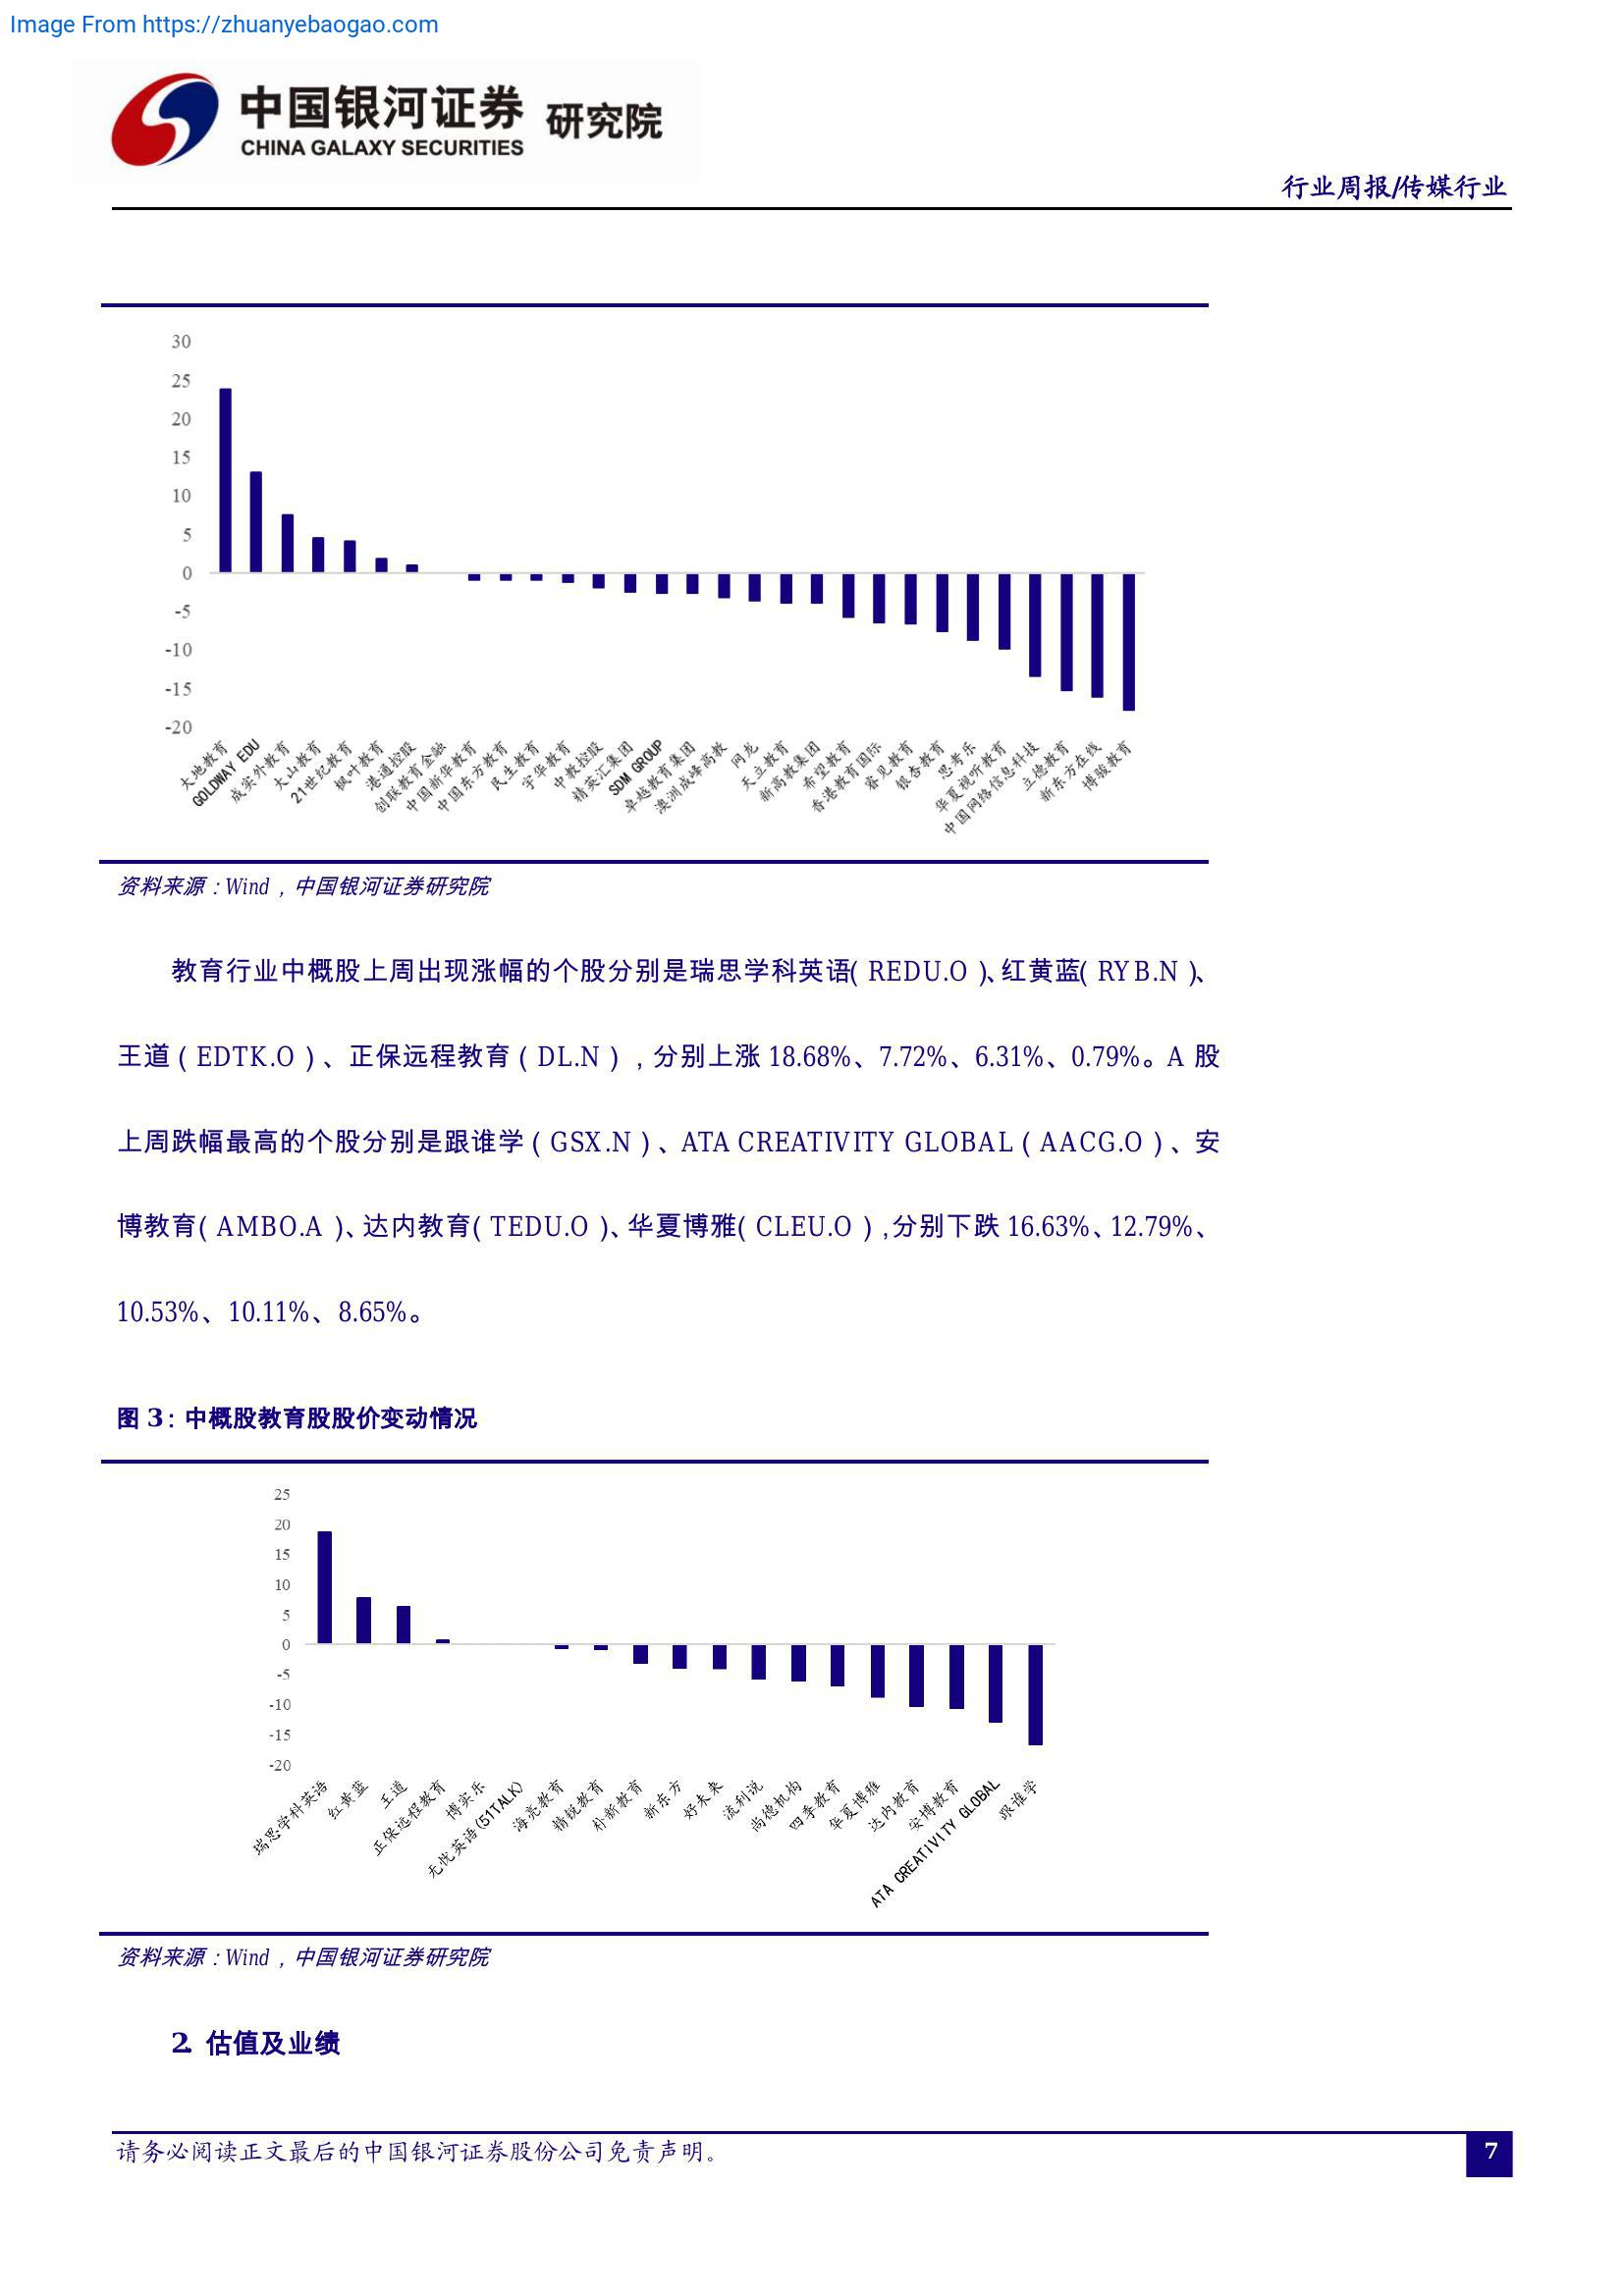 Image From https://zhuanyebaogao.com
中国银河证券 研究院
CHINA GALAXY SECURITIES
行业周报/传媒行业
30
25
20
15
10
5
0
-5
-10
-15
-20
大地教育
GOLDWAY EDU
成实外教育
大山教育
21世纪教育
枫叶教育
港通控股
创联教育金融
中国新华教育
中国东方教育
民生教育
宇华教育
中教控股
精英汇集团
SDM GROUP
卓越教育集团
澳洲成峰高教
网龙
天立教育
新高教集团
希望教育
香港教育国际
睿见教育
银杏教育
思考乐
华夏视听教育
中国网络信息科技
立德教育
新东方在线
博骏教育
资料来源：Wind，中国银河证券研究院
教育行业中概股上周出现涨幅的个股分别是瑞思学科英语（REDU.O）、红黄蓝（RYB.N）、
王道（EDTK.O）、正保远程教育（DL.N），分别上涨 18.68%、7.72%、6.31%、0.79%。A 股
上周跌幅最高的个股分别是跟谁学（GSX.N）、ATA CREATIVITY GLOBAL（AACG.O）、安
博教育（AMBO.A）、达内教育（TEDU.O）、华夏博雅（CLEU.O），分别下跌 16.63%、12.79%、
10.53%、10.11%、8.65%。
图 3：中概股教育股股价变动情况
25
20
15
10
5
0
-5
-10
-15
-20
瑞思学科英语
红黄蓝
王道
正保远程教育
博实乐
无忧英语(51TALK)
海亮教育
精锐教育
朴新教育
新东方
好未来
流利说
尚德机构
四季教育
华夏博雅
达内教育
安博教育
ATA CREATIVITY GLOBAL
跟谁学
资料来源：Wind，中国银河证券研究院
2. 估值及业绩
请务必阅读正文最后的中国银河证券股份公司免责声明。
7